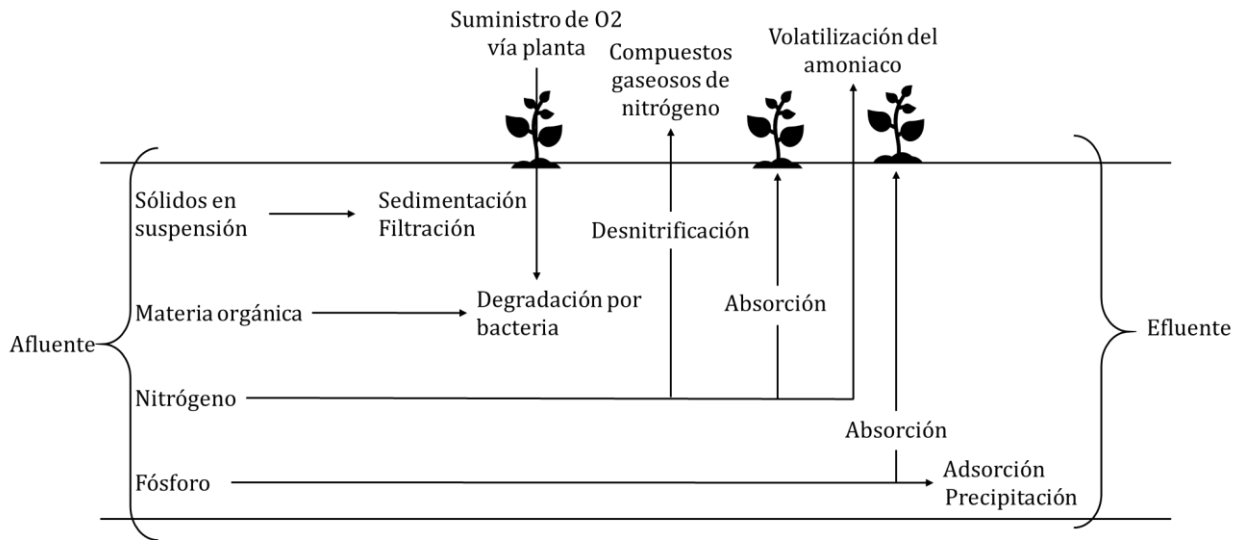 Suministro de O2
vía planta
Compuestos
gaseosos de
nitrógeno
Volatilización del
amoniaco
Sólidos en
suspensión
Sedimentación
Filtración
Desnitrificación
Materia orgánica
Degradación por
bacteria
Absorción
Afluente
Efluente
Nitrógeno
Absorción
Fósforo
Adsorción
Precipitación